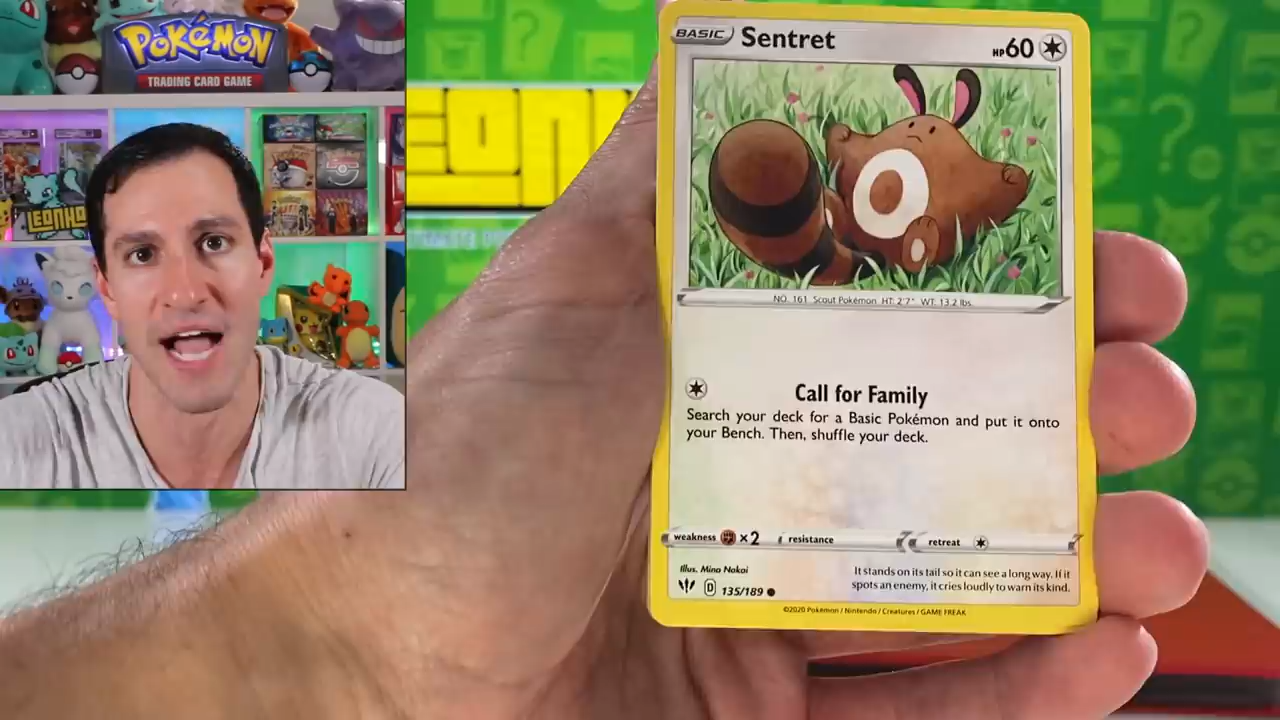 Pokémon
TRADING CARD GAME
LEONHA
BASIC Sentret HP60
NO. 161 Scout Pokémon HT: 2'7" WT: 13.2 lbs.
Call for Family
Search your deck for a Basic Pokémon and put it onto
your Bench. Then, shuffle your deck.
weakness ×2 resistance retreat
Illus. Mina Nakai
D 135/189
It stands on its tail so it can see a long way. If it
spots an enemy, it cries loudly to warn its kind.
©2020 Pokémon / Nintendo / Creatures / GAME FREAK